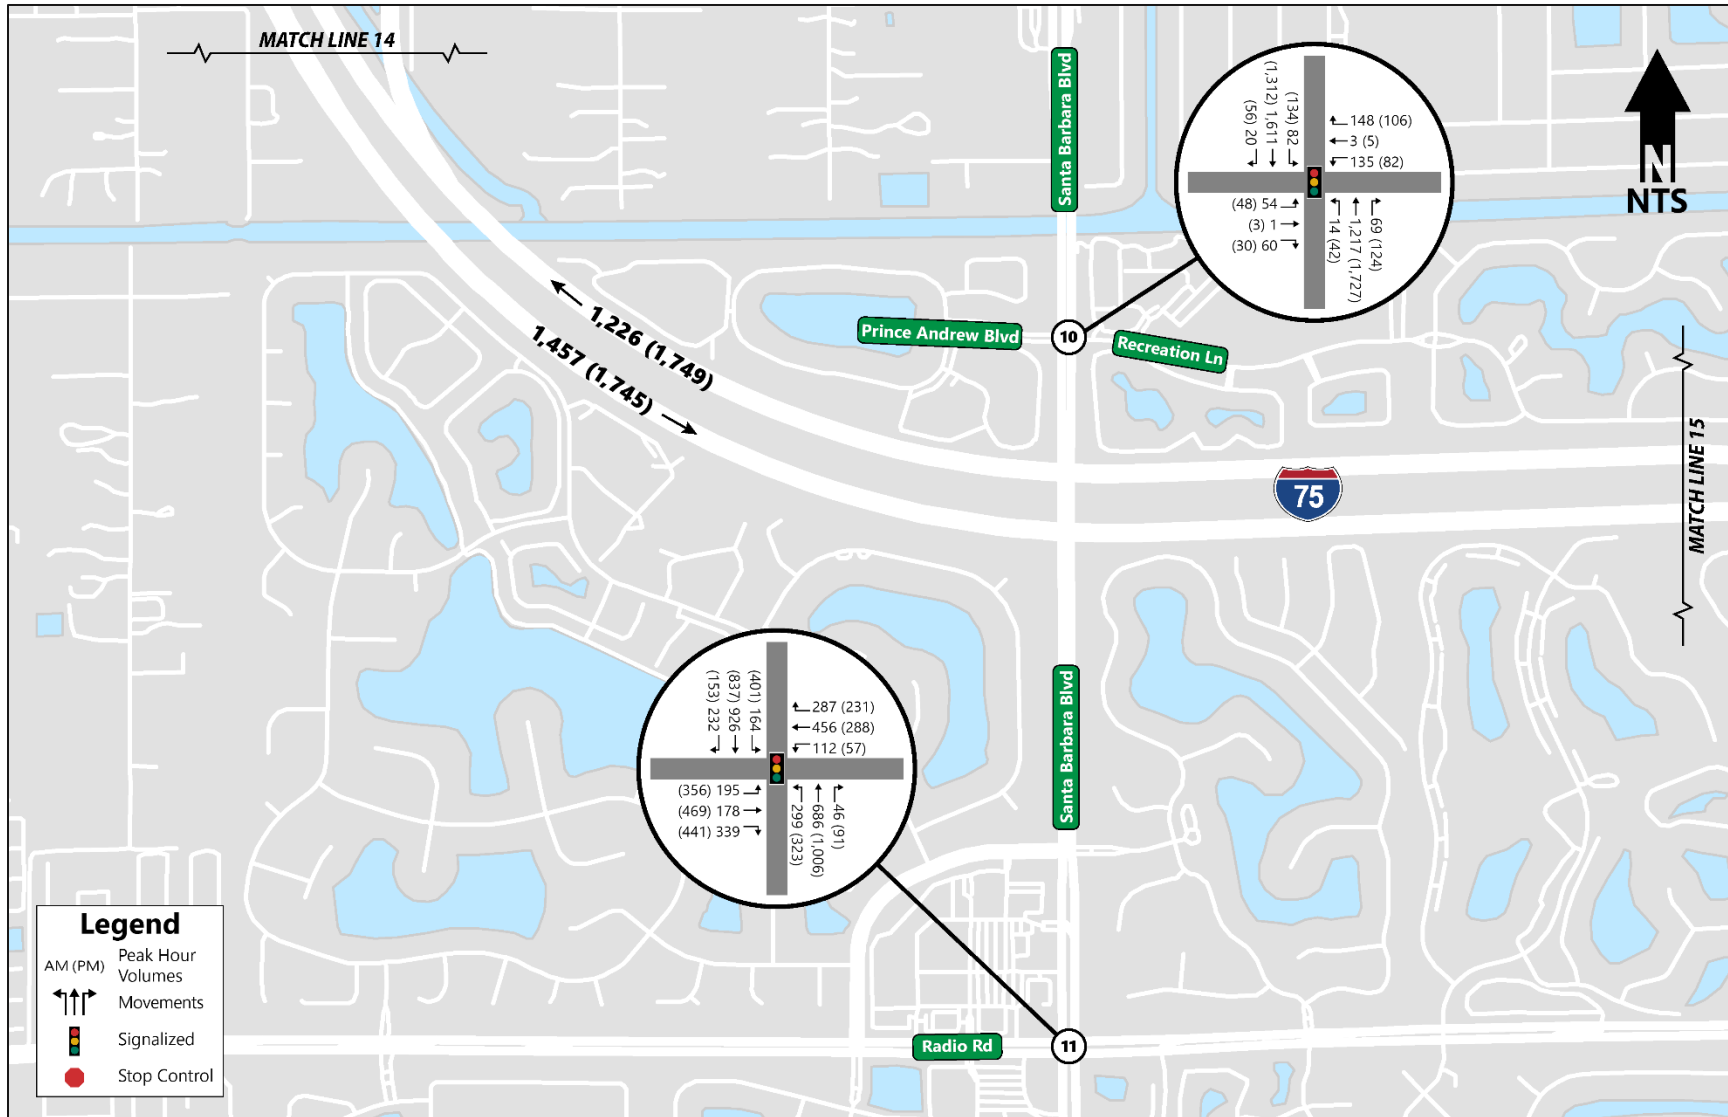 MATCH LINE 14
Santa Barbara Blvd
(56) 20
(1,312) 1,611
(134) 82
148 (106)
3 (5)
135 (82)
(48) 54
(3) 1
(30) 60
14 (42)
1,217 (1,727)
69 (124)
N
NTS
1,226 (1,749)
1,457 (1,745)
Prince Andrew Blvd
10
Recreation Ln
75
MATCH LINE 15
(153) 232
(837) 926
(401) 164
287 (231)
456 (288)
112 (57)
(356) 195
(469) 178
(441) 339
299 (323)
686 (1,006)
46 (91)
Santa Barbara Blvd
Radio Rd
11
Legend
AM (PM) Peak Hour
Volumes
Movements
Signalized
Stop Control